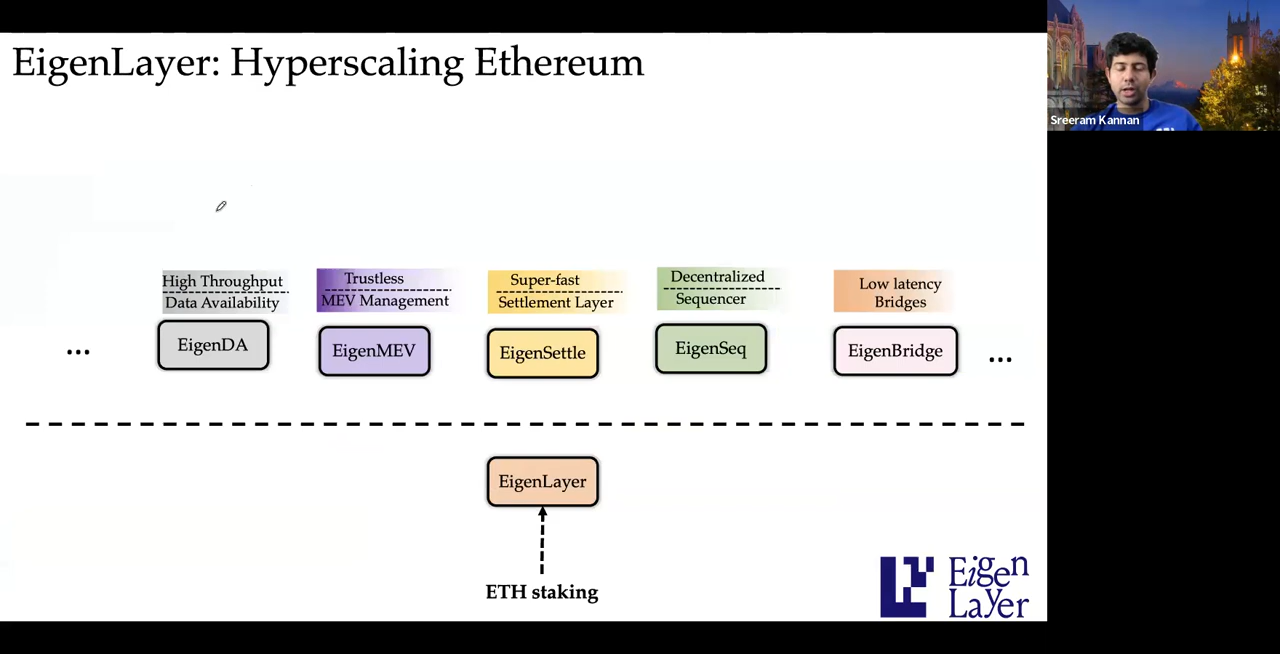 EigenLayer: Hyperscaling Ethereum
Sreeram Kannan
High Throughput
Data Availability
Trustless
MEV Management
Super-fast
Settlement Layer
Decentralized
Sequencer
Low latency
Bridges
...
EigenDA
EigenMEV
EigenSettle
EigenSeq
EigenBridge
...
EigenLayer
ETH staking
Eigen
Layer